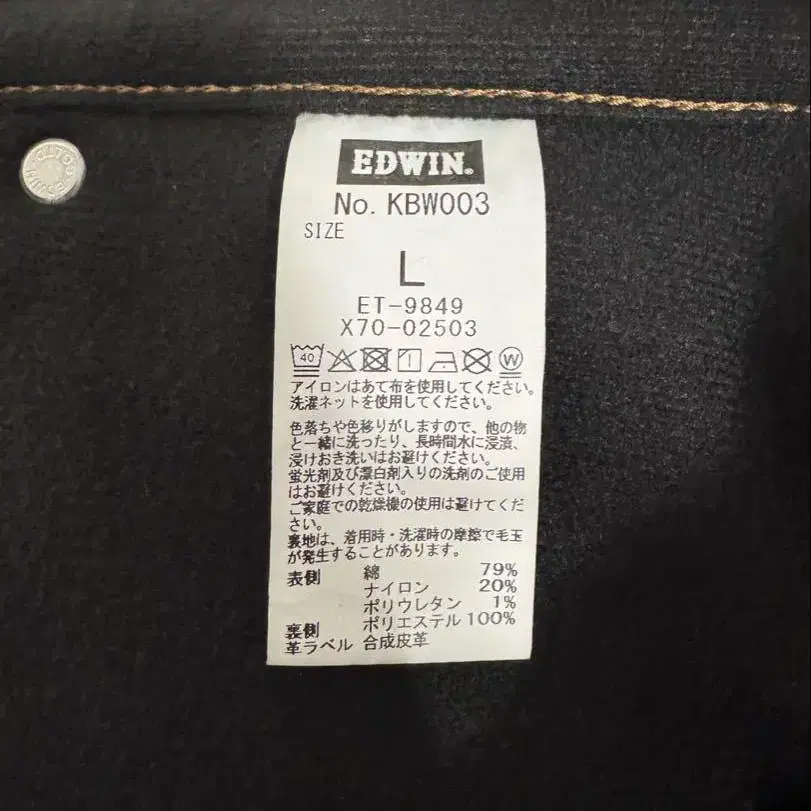 EDWIN.
No. KBW003
SIZE
L
ET-9849
X70-02503
40 W
アイロンはあて布を使用してください。
洗濯ネットを使用してください。
色落ちや色移りがしますので、他の物
と一緒に洗ったり、長時間水に浸漬、
浸けおき洗いはお避けください。
蛍光剤及び漂白剤入りの洗剤のご使用
はお避けください。
ご家庭での乾燥機の使用は避けてくだ
さい。
裏地は、着用時・洗濯時の摩擦で毛玉
が発生することがあります。
表側 綿 79%
ナイロン 20%
ポリウレタン 1%
裏側 ポリエステル 100%
革ラベル 合成皮革